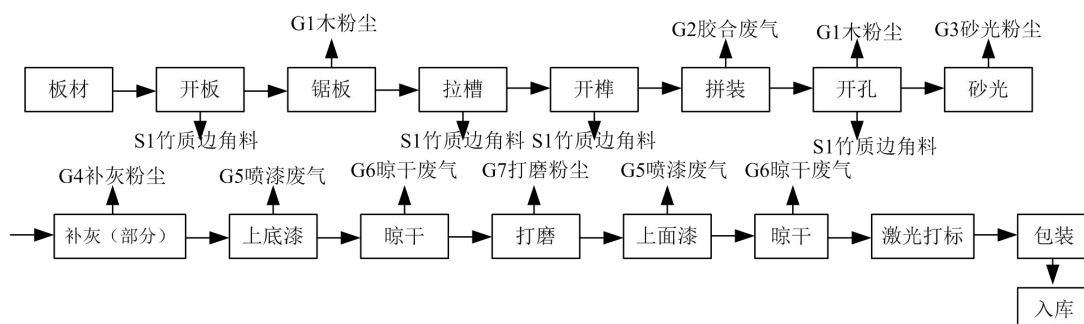 G1木粉尘
G2胶合废气
G1木粉尘
G3砂光粉尘
板材
开板
锯板
拉槽
开榫
拼装
开孔
砂光
S1竹质边角料
S1竹质边角料
S1竹质边角料
S1竹质边角料
G4补灰粉尘
G5喷漆废气
G6晾干废气
G7打磨粉尘
G5喷漆废气
G6晾干废气
补灰（部分）
上底漆
晾干
打磨
上面漆
晾干
激光打标
包装
入库